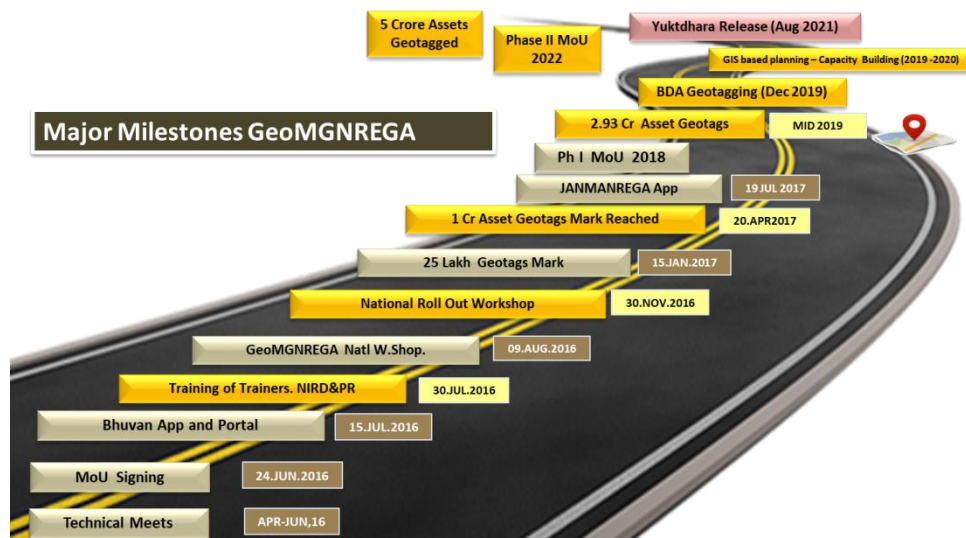 5 Crore Assets
Geotagged
Phase II MoU
2022
Yuktdhara Release (Aug 2021)
GIS based planning – Capacity Building (2019 -2020)
BDA Geotagging (Dec 2019)
Major Milestones GeoMGNREGA
2.93 Cr Asset Geotags
MID 2019
Ph I MoU 2018
JANMANREGA App
19 JUL 2017
1 Cr Asset Geotags Mark Reached
20.APR2017
25 Lakh Geotags Mark
15.JAN.2017
National Roll Out Workshop
30.NOV.2016
GeoMGNREGA Natl W.Shop.
09.AUG.2016
Training of Trainers. NIRD&PR
30.JUL.2016
Bhuvan App and Portal
15.JUL.2016
MoU Signing
24.JUN.2016
Technical Meets
APR-JUN,16